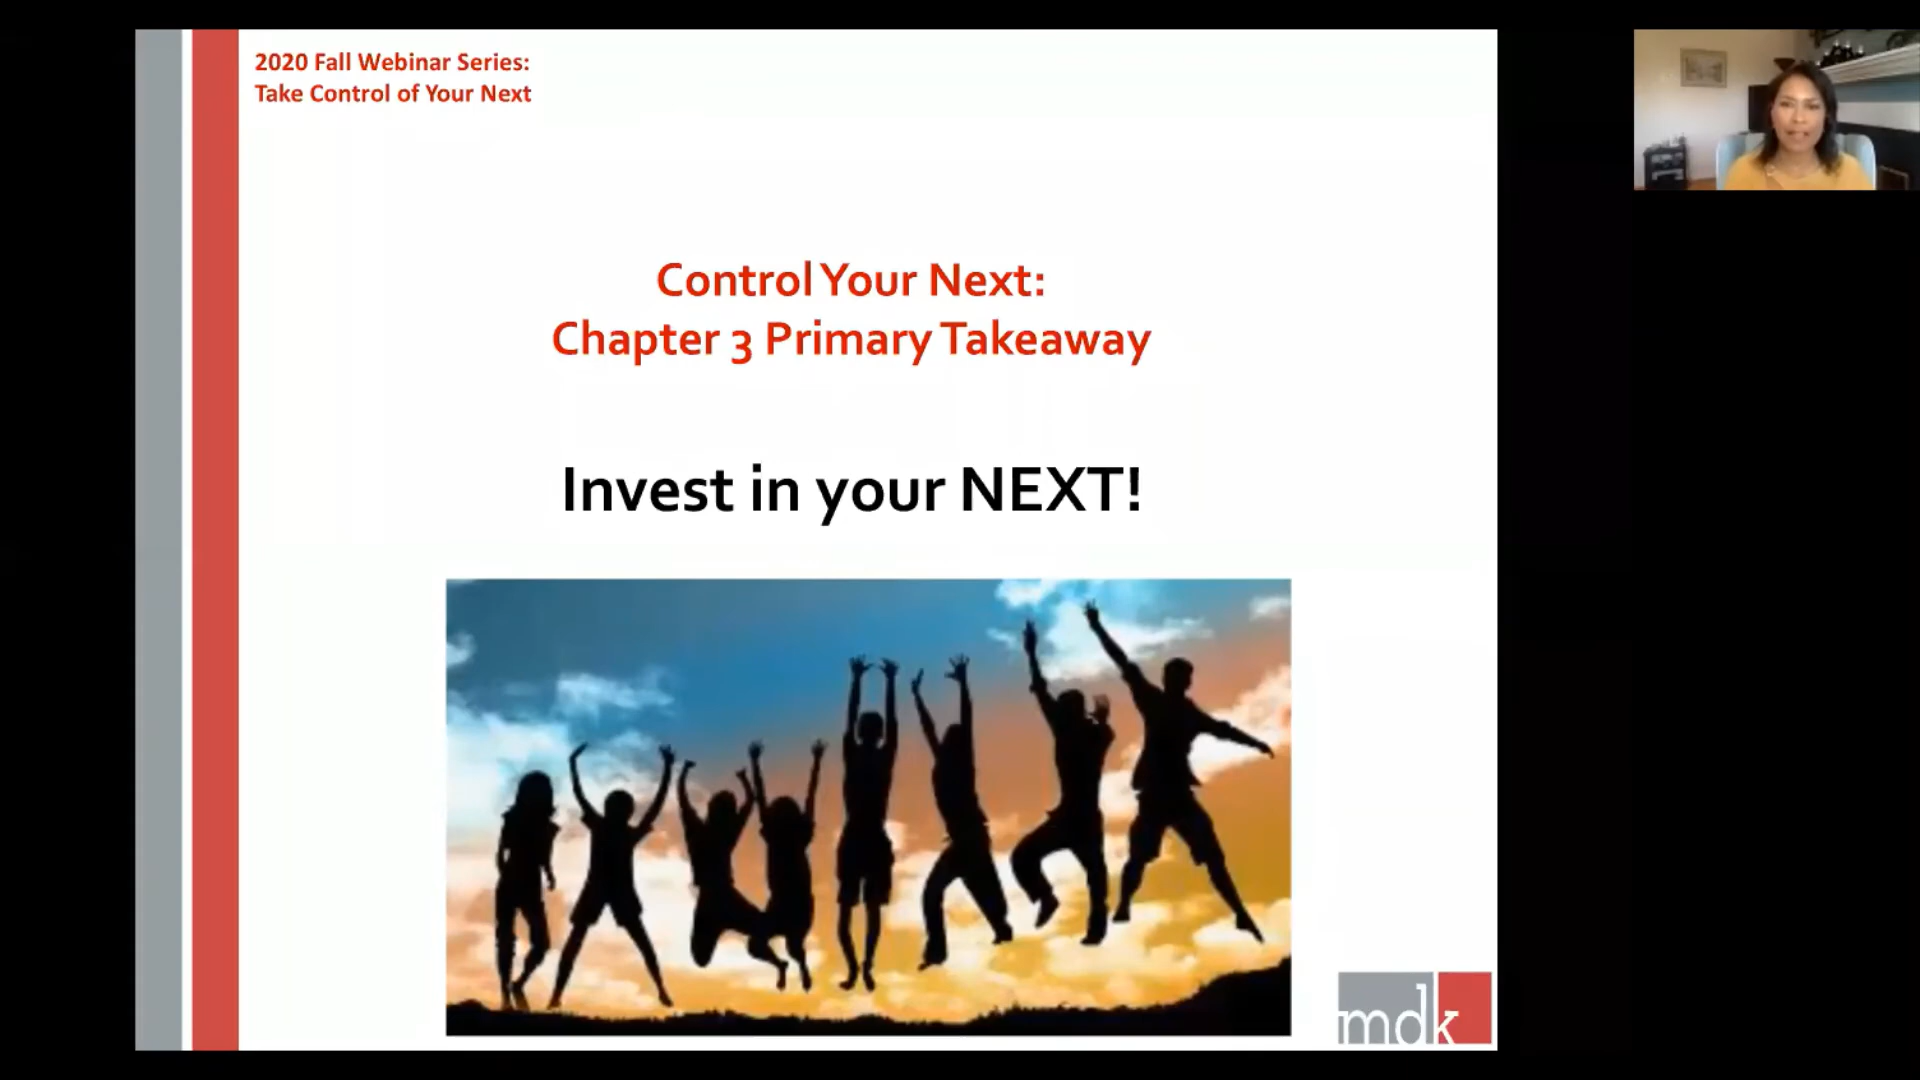 2020 Fall Webinar Series:
Take Control of Your Next
Control Your Next:
Chapter 3 Primary Takeaway
Invest in your NEXT!
mdk